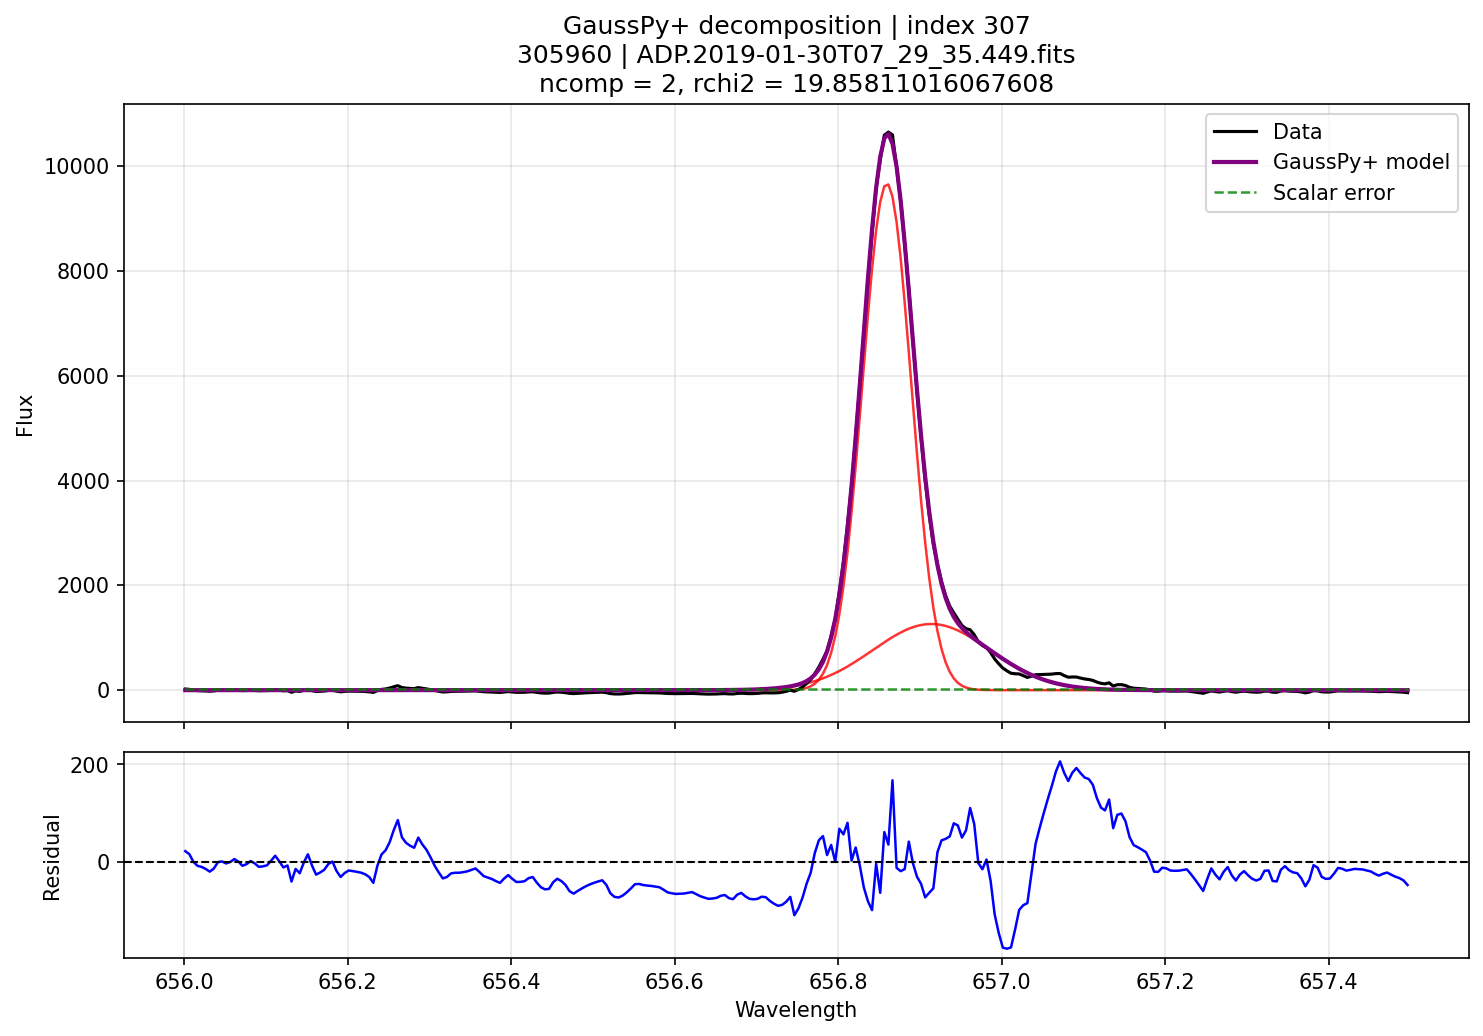 GaussPy+ decomposition | index 307
305960 | ADP.2019-01-30T07_29_35.449.fits
ncomp = 2, rchi2 = 19.85811016067608
Data
GaussPy+ model
Scalar error
10000
8000
6000
4000
2000
0
Flux
200
0
Residual
656.0
656.2
656.4
656.6
656.8
657.0
657.2
657.4
Wavelength